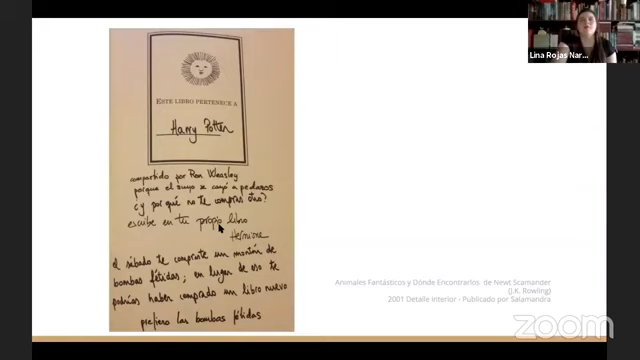 ESTE LIBRO PERTENECE A
Harry Potter
compartido por Ron Weasley
porque el suyo se cayó a pedazos
¿y por qué no te compras otro?
escribe en tu propio libro
Hermione
el sábado te compraste un montón de
bombas fétidas; en lugar de eso te
podrías haber comprado un libro nuevo
prefiero las bombas fétidas
Animales Fantásticos y Dónde Encontrarlos de Newt Scamander
(J.K. Rowling)
2001 Detalle interior - Publicado por Salamandra
Lina Rojas Nar...
zoom